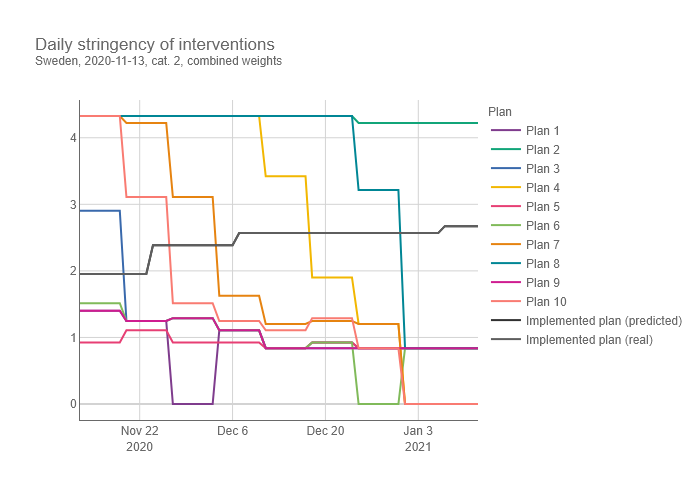 Daily stringency of interventions
Sweden, 2020-11-13, cat. 2, combined weights
Plan
Plan 1
Plan 2
Plan 3
Plan 4
Plan 5
Plan 6
Plan 7
Plan 8
Plan 9
Plan 10
Implemented plan (predicted)
Implemented plan (real)
4
3
2
1
0
Nov 22
2020
Dec 6
Dec 20
Jan 3
2021